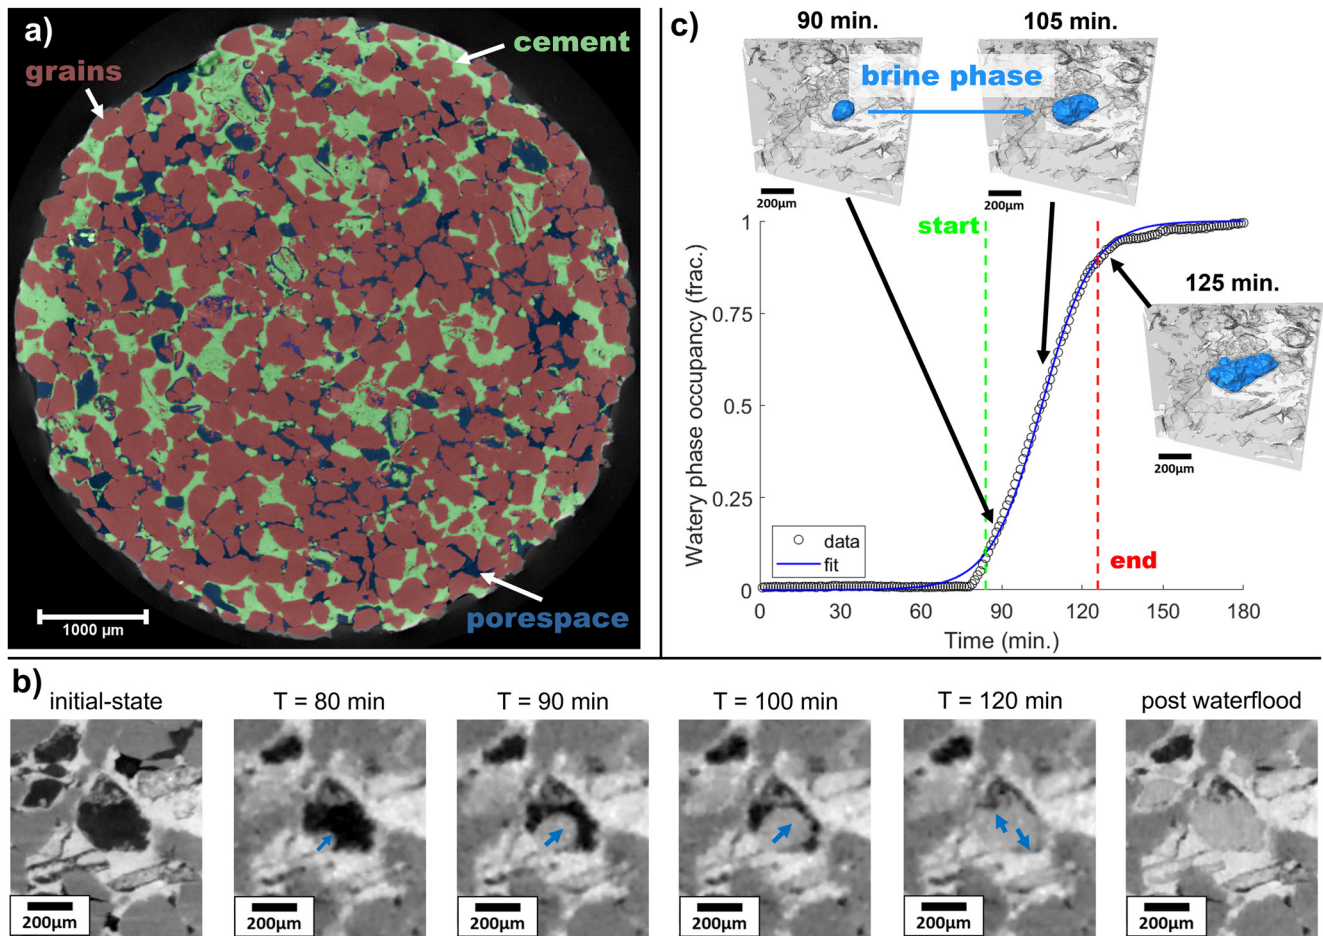 a)
cement
grains
porespace
1000 µm
c)
90 min.
105 min.
brine phase
200µm
200µm
start
125 min.
200µm
Watery phase occupancy (frac.)
1
0.75
0.5
0.25
0
data
fit
end
0 30 60 90 120 150 180
Time (min.)
b)
initial-state
T = 80 min
T = 90 min
T = 100 min
T = 120 min
post waterflood
200µm
200µm
200µm
200µm
200µm
200µm